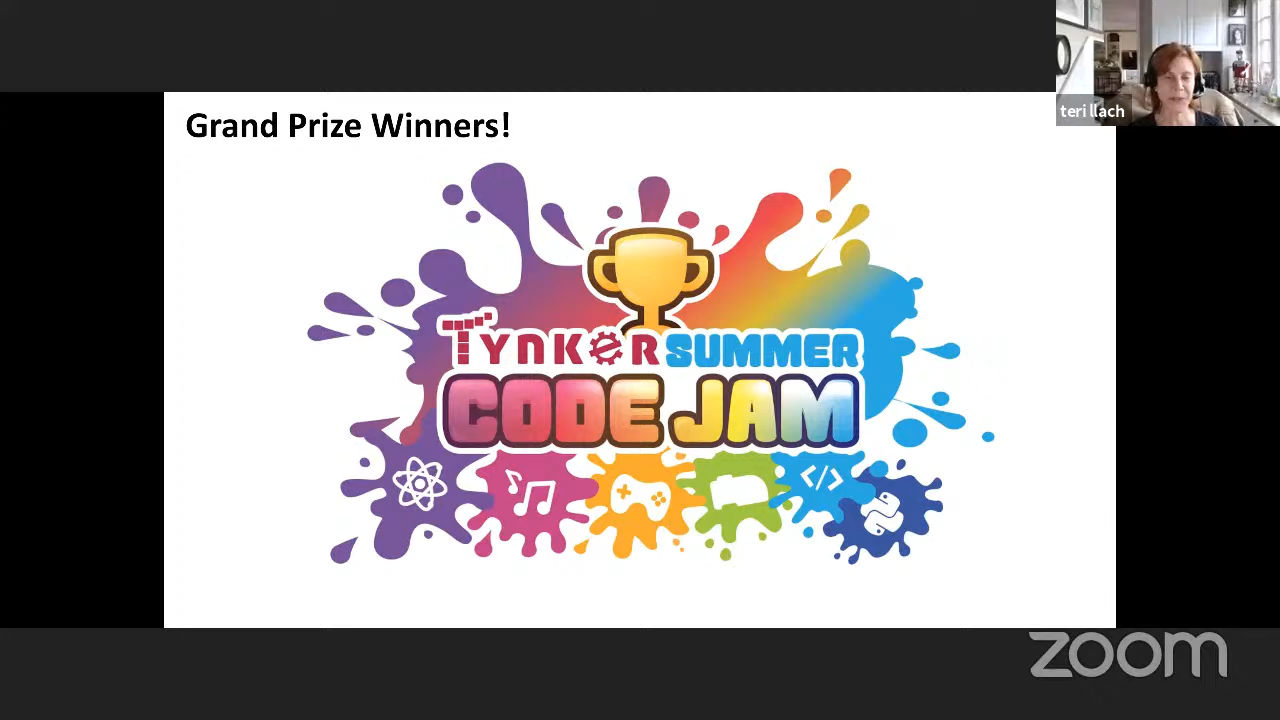 teri llach
Grand Prize Winners!
TYNKER SUMMER
CODE JAM
</>
zoom